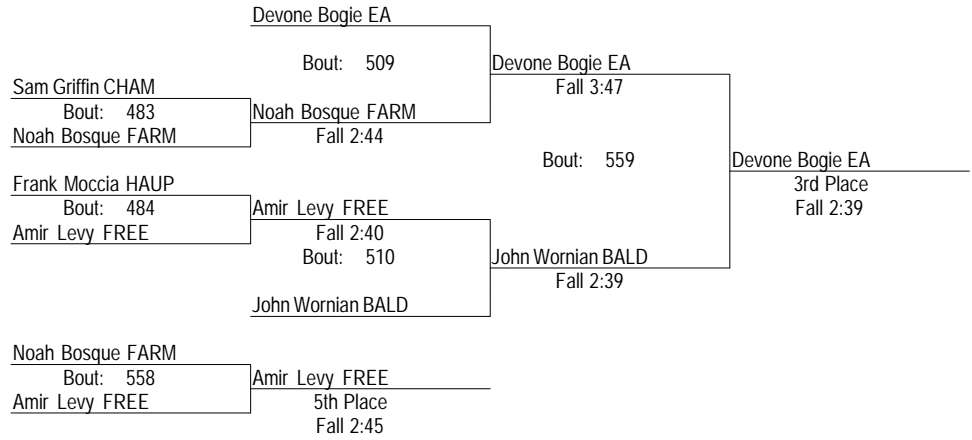 Devone Bogie EA
Bout: 509
Devone Bogie EA
Fall 3:47
Sam Griffin CHAM
Bout: 483
Noah Bosque FARM
Noah Bosque FARM
Fall 2:44
Bout: 559
Devone Bogie EA
3rd Place
Fall 2:39
Frank Moccia HAUP
Bout: 484
Amir Levy FREE
Amir Levy FREE
Fall 2:40
Bout: 510
John Wornian BALD
Fall 2:39
John Wornian BALD
Noah Bosque FARM
Bout: 558
Amir Levy FREE
Amir Levy FREE
5th Place
Fall 2:45